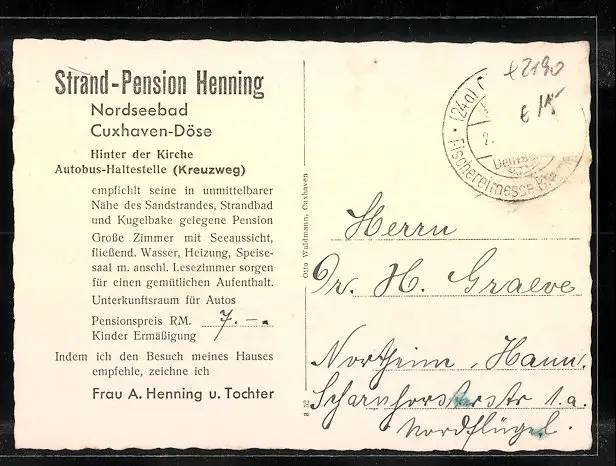 Strand-Pension Henning
Nordseebad
Cuxhaven-Döse
Hinter der Kirche
Autobus-Haltestelle (Kreuzweg)
empfiehlt seine in unmittelbarer
Nähe des Sandstrandes, Strandbad
und Kugelbake gelegene Pension
Große Zimmer mit Seeaussicht,
fließend. Wasser, Heizung, Speise-
saal m. anschl. Lesezimmer sorgen
für einen gemütlichen Aufenthalt.
Unterkunftsraum für Autos
Pensionspreis RM. 7.--
Kinder Ermäßigung
Indem ich den Besuch meines Hauses
empfehle, zeichne ich
Frau A. Henning u. Tochter
Otto Waldmann, Cuxhaven
(24a)
Fischereimesse
Herrn
Dr. H. Graeve
Northeim, Hann.
Scharnhorststr 1.a.
Nordflügel.